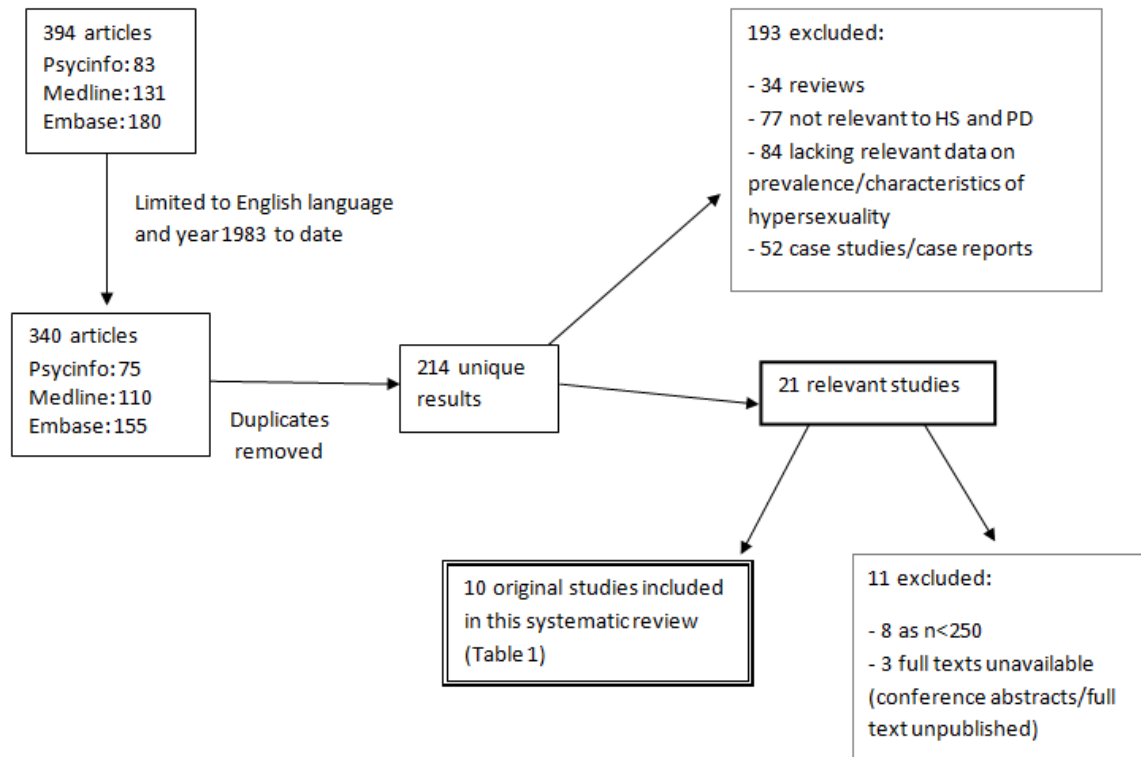 394 articles
Psycinfo: 83
Medline: 131
Embase: 180
Limited to English language
and year 1983 to date
340 articles
Psycinfo: 75
Medline: 110
Embase: 155
Duplicates
removed
214 unique
results
193 excluded:
- 34 reviews
- 77 not relevant to HS and PD
- 84 lacking relevant data on
prevalence/characteristics of
hypersexuality
- 52 case studies/case reports
21 relevant studies
10 original studies included
in this systematic review
(Table 1)
11 excluded:
- 8 as n<250
- 3 full texts unavailable
(conference abstracts/full
text unpublished)